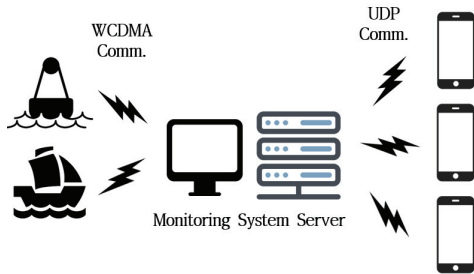 WCDMA
Comm.
UDP
Comm.
Monitoring System Server